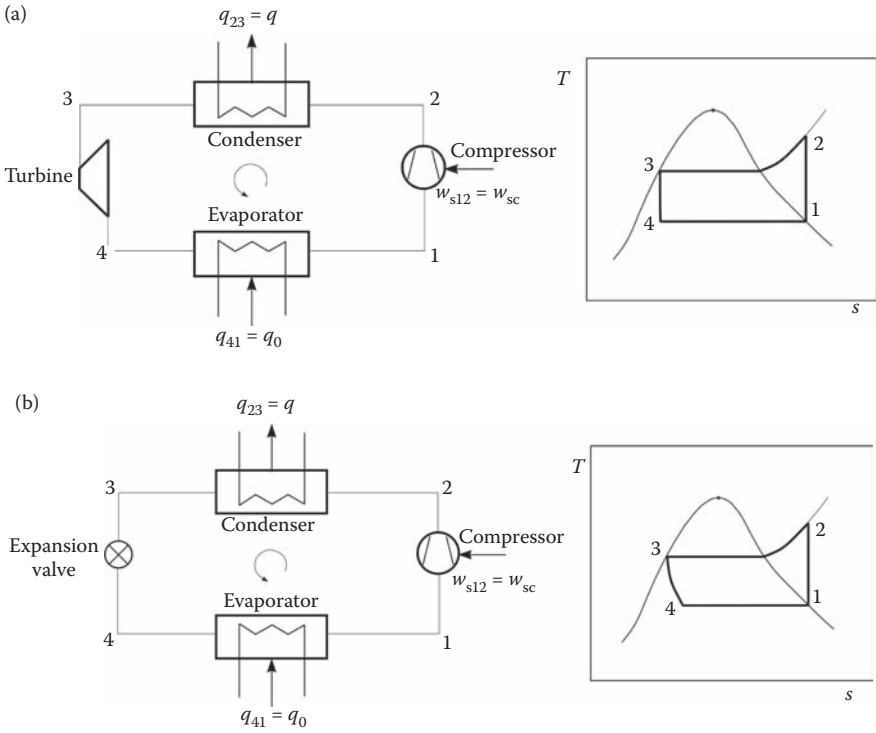 (a)
q₂₃ = q
3
2
Condenser
Turbine
Compressor
wₛ₁₂ = wₛc
Evaporator
4
1
q₄₁ = q₀
T
2
3
4
1
s
(b)
q₂₃ = q
3
2
Condenser
Expansion
valve
Compressor
wₛ₁₂ = wₛc
Evaporator
4
1
q₄₁ = q₀
T
2
3
4
1
s